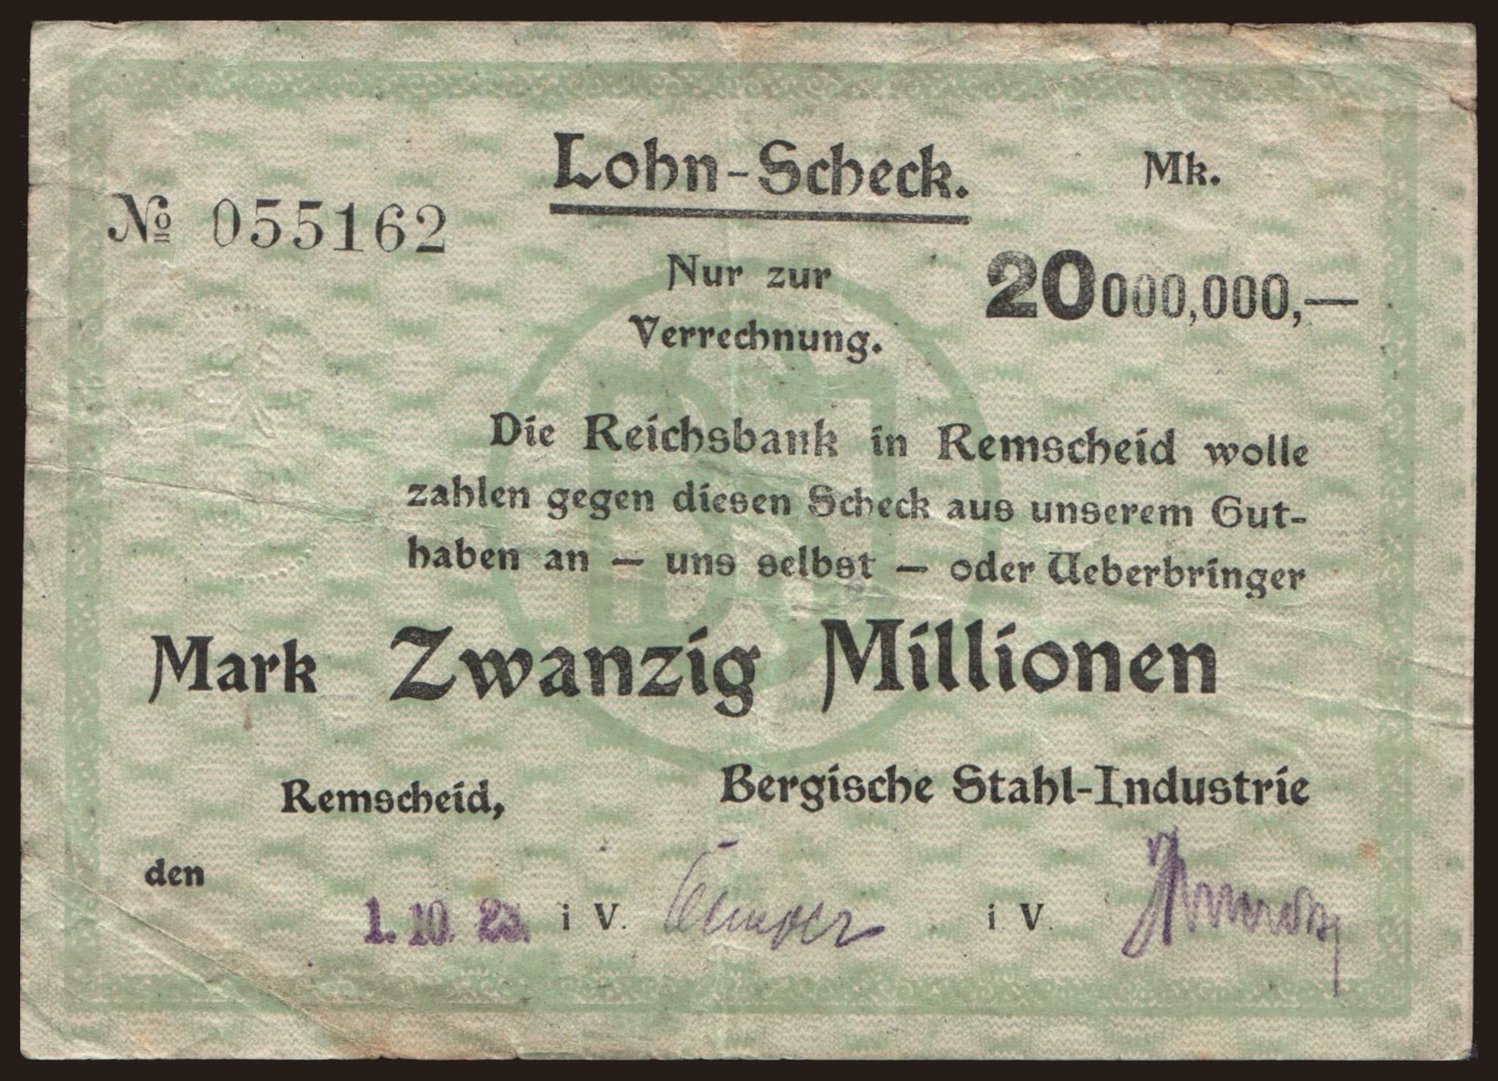 Lohn-Scheck.
Mk.
№ 055162
Nur zur
Verrechnung.
20000,000,—
BSI
Die Reichsbank in Remscheid wolle
zahlen gegen diesen Scheck aus unserem Gut-
haben an — uns selbst — oder Ueberbringer
Mark Zwanzig Millionen
Remscheid,
Bergische Stahl-Industrie
den
1. 10. 23. i V.
i V.